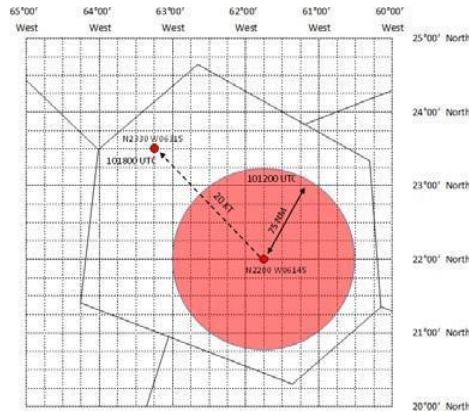 65°00' 64°00' 63°00' 62°00' 61°00' 60°00'
West West West West West West
25°00' North
24°00' North
N2330 W06315
101800 UTC
23°00' North
101200 UTC
20 KT
75 NM
22°00' North
N2200 W06145
21°00' North
20°00' North